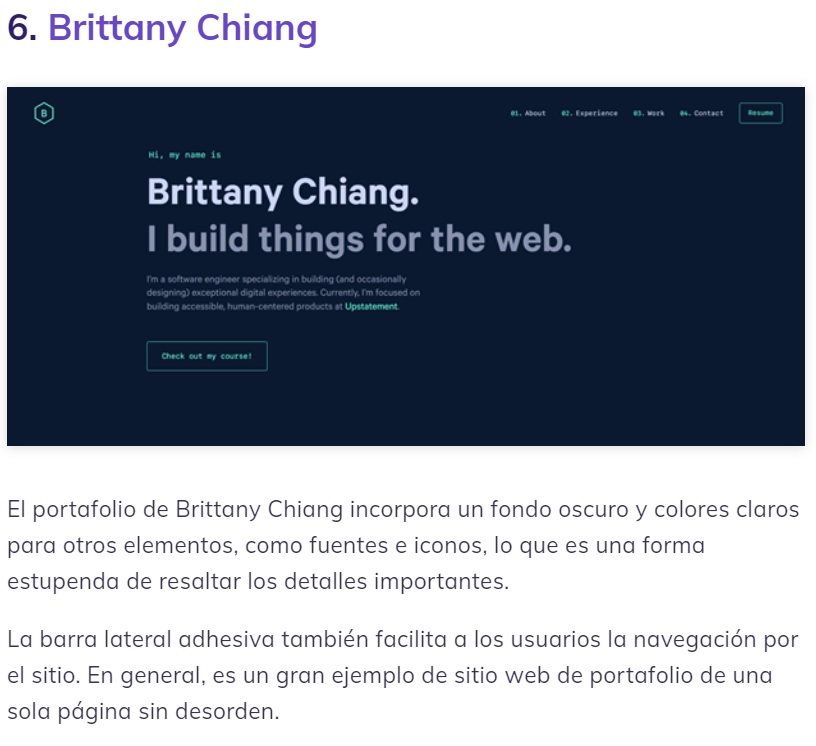 6. Brittany Chiang
B
01. About 02. Experience 03. Work 04. Contact Resume
Hi, my name is
Brittany Chiang.
I build things for the web.
I'm a software engineer specializing in building (and occasionally
designing) exceptional digital experiences. Currently, I'm focused on
building accessible, human-centered products at Upstatement.
Check out my course!
El portafolio de Brittany Chiang incorpora un fondo oscuro y colores claros
para otros elementos, como fuentes e iconos, lo que es una forma
estupenda de resaltar los detalles importantes.
La barra lateral adhesiva también facilita a los usuarios la navegación por
el sitio. En general, es un gran ejemplo de sitio web de portafolio de una
sola página sin desorden.